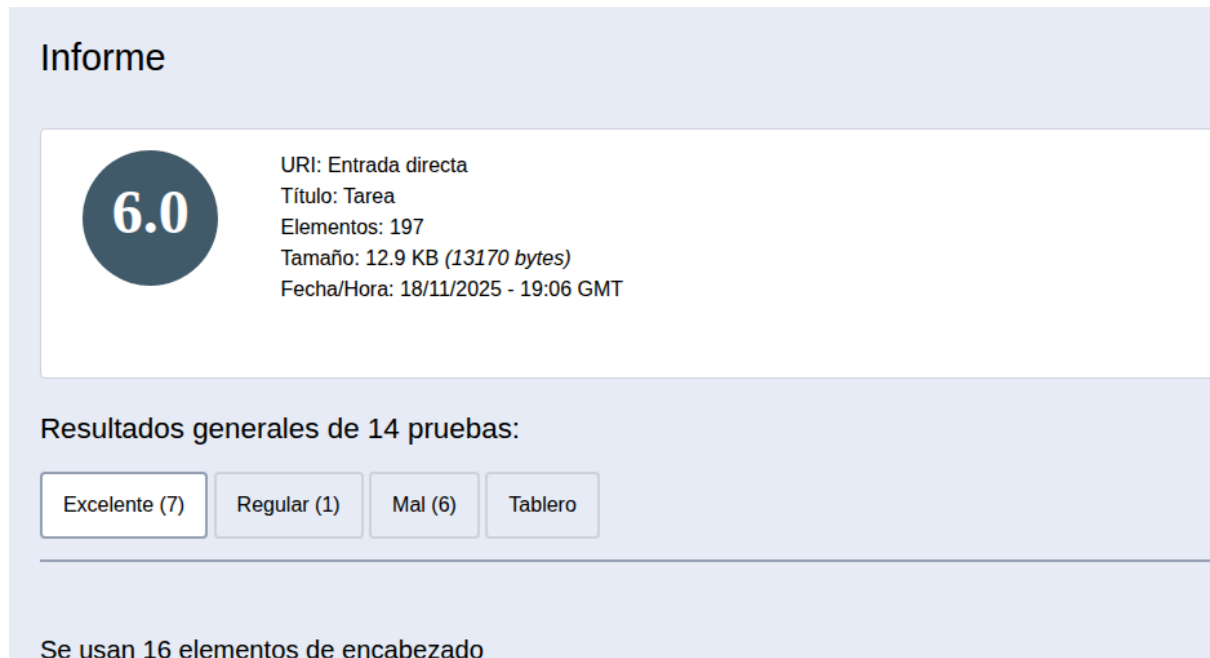 Informe
6.0
URI: Entrada directa
Título: Tarea
Elementos: 197
Tamaño: 12.9 KB (13170 bytes)
Fecha/Hora: 18/11/2025 - 19:06 GMT
Resultados generales de 14 pruebas:
Excelente (7) Regular (1) Mal (6) Tablero
Se usan 16 elementos de encabezado